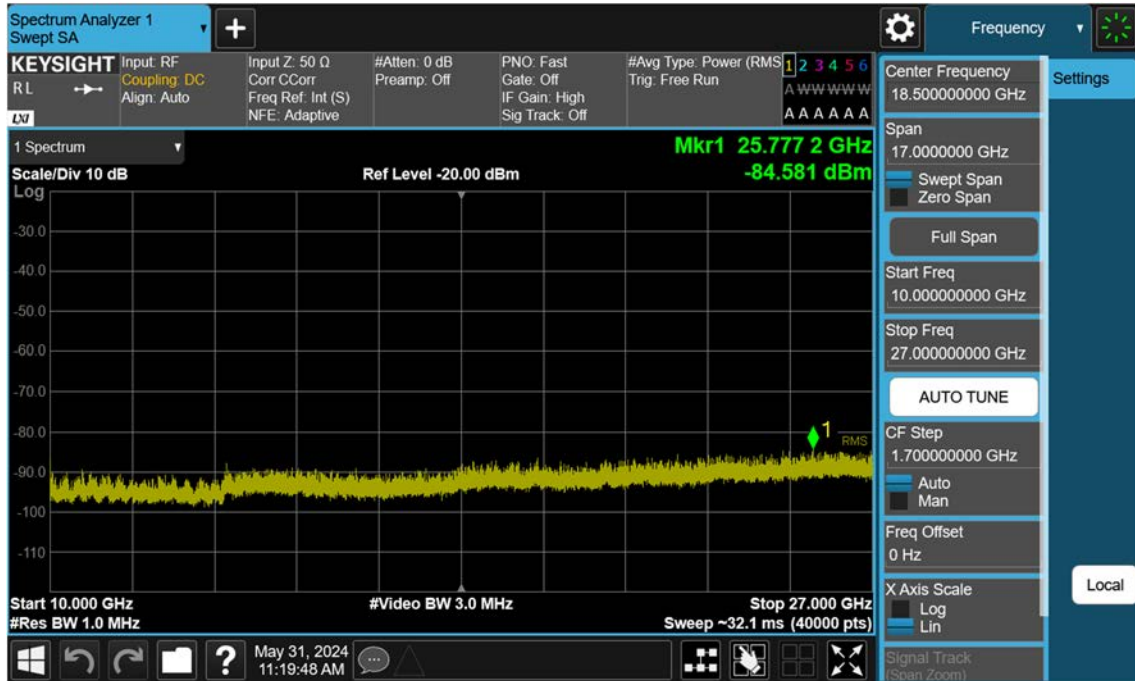 Spectrum Analyzer 1
Swept SA
+
Frequency
KEYSIGHT
RL
LXI
Input: RF
Coupling: DC
Align: Auto
Input Z: 50 Ω
Corr CCorr
Freq Ref: Int (S)
NFE: Adaptive
#Atten: 0 dB
Preamp: Off
PNO: Fast
Gate: Off
IF Gain: High
Sig Track: Off
#Avg Type: Power (RMS
Trig: Free Run
1 2 3 4 5 6
A W W W W W
A A A A A A
1 Spectrum
Scale/Div 10 dB
Log
Ref Level -20.00 dBm
Mkr1 25.777 2 GHz
-84.581 dBm
-30.0
-40.0
-50.0
-60.0
-70.0
-80.0
-90.0
-100
-110
1
RMS
Start 10.000 GHz
#Res BW 1.0 MHz
#Video BW 3.0 MHz
Stop 27.000 GHz
Sweep ~32.1 ms (40000 pts)
Center Frequency
18.500000000 GHz
Span
17.0000000 GHz
Swept Span
Zero Span
Full Span
Start Freq
10.000000000 GHz
Stop Freq
27.000000000 GHz
AUTO TUNE
CF Step
1.700000000 GHz
Auto
Man
Freq Offset
0 Hz
X Axis Scale
Log
Lin
Signal Track
(Span Zoom)
Settings
Local
?
May 31, 2024
11:19:48 AM